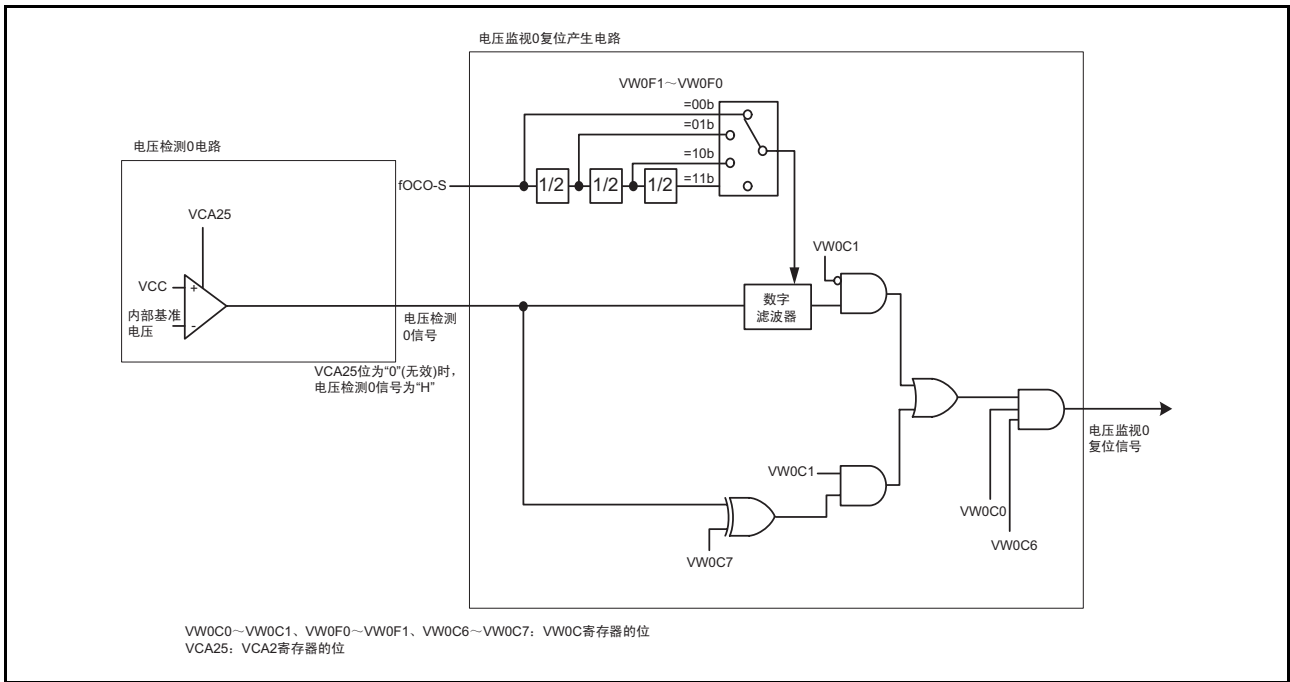 电压监视0复位产生电路
VW0F1～VW0F0
=00b
=01b
=10b
=11b
电压检测0电路
fOCO-S
1/2
1/2
1/2
VCA25
VCC
+
内部基准
电压
-
电压检测
0信号
VCA25位为“0”(无效)时，
电压检测0信号为“H”
VW0C1
数字
滤波器
VW0C1
VW0C7
VW0C0
VW0C6
电压监视0
复位信号
VW0C0～VW0C1、VW0F0～VW0F1、VW0C6～VW0C7：VW0C寄存器的位
VCA25：VCA2寄存器的位